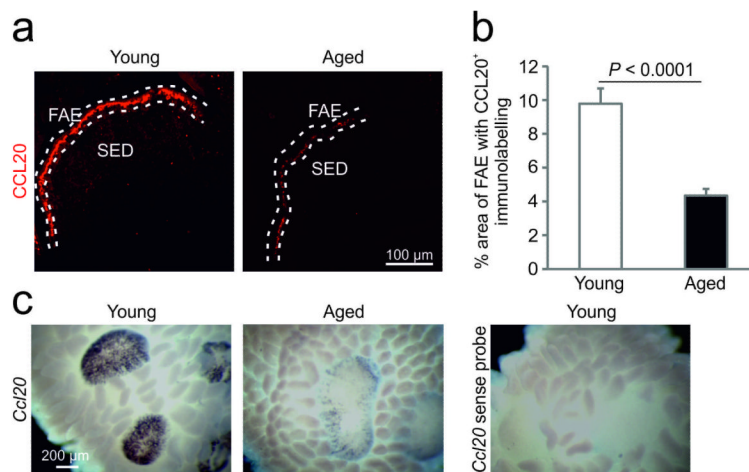 a
Young
Aged
CCL20
FAE
SED
FAE
SED
100 µm
b
% area of FAE with CCL20⁺
immunolabelling
12
10
8
6
4
2
0
P < 0.0001
Young
Aged
c
Young
Aged
Young
Ccl20
200 µm
Ccl20 sense probe